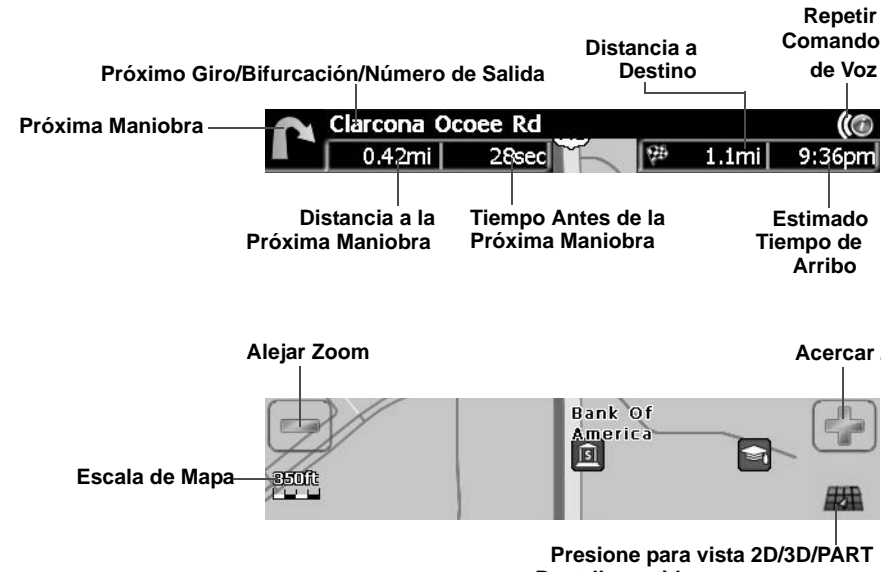 Repetir
Comando
de Voz
Distancia a
Destino
Próximo Giro/Bifurcación/Número de Salida
Próxima Maniobra
Clarcona Ocoee Rd
0.42mi
28sec
1.1mi
9:36pm
Distancia a la
Próxima Maniobra
Tiempo Antes de la
Próxima Maniobra
Estimado
Tiempo de
Arribo
Alejar Zoom
Acercar
Bank Of
America
$
Escala de Mapa
350ft
Presione para vista 2D/3D/PART